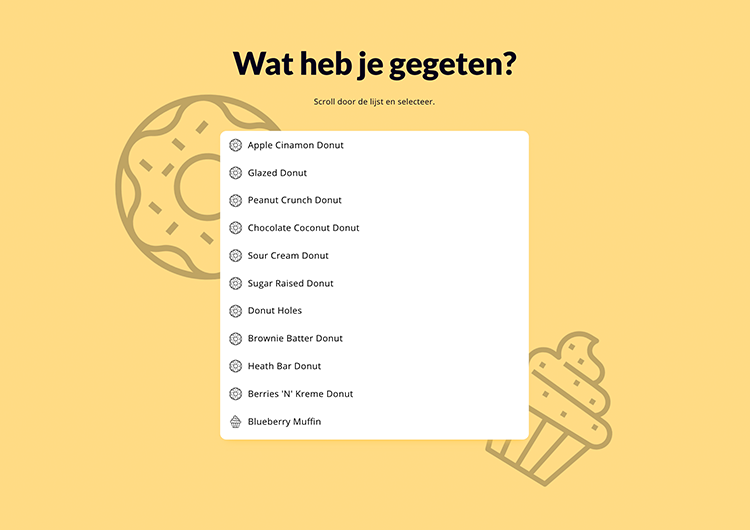 Wat heb je gegeten?
Scroll door de lijst en selecteer.
Apple Cinamon Donut
Glazed Donut
Peanut Crunch Donut
Chocolate Coconut Donut
Sour Cream Donut
Sugar Raised Donut
Donut Holes
Brownie Batter Donut
Heath Bar Donut
Berries 'N' Kreme Donut
Blueberry Muffin